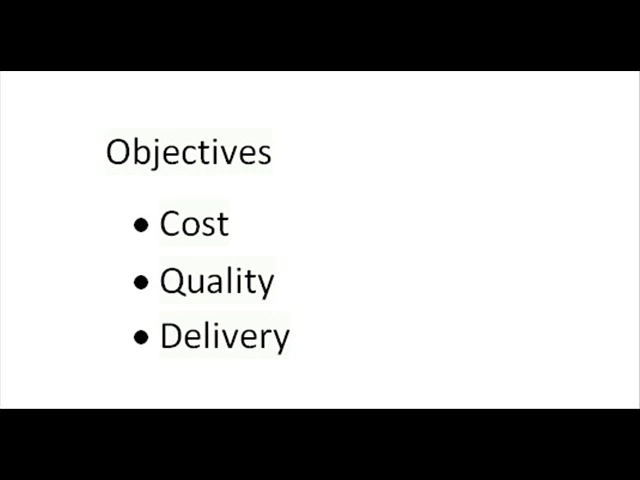 Objectives
• Cost
• Quality
• Delivery